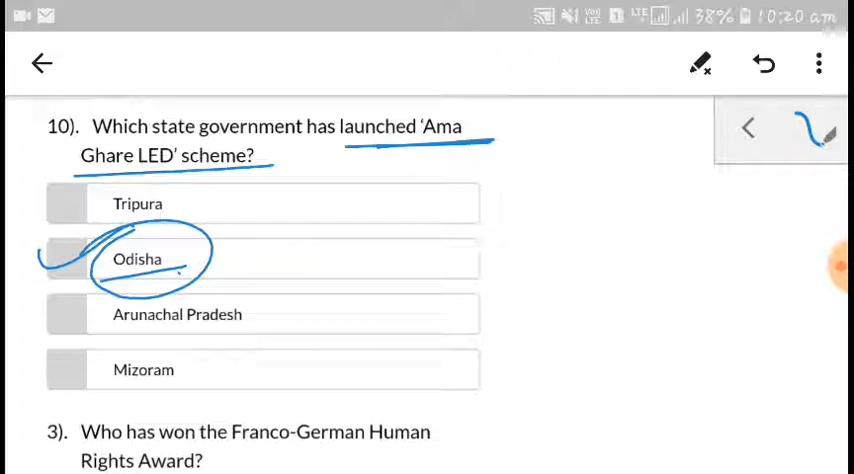 38% 10:20 am
10). Which state government has launched ‘Ama
Ghare LED’ scheme?
Tripura
Odisha
Arunachal Pradesh
Mizoram
3). Who has won the Franco-German Human
Rights Award?